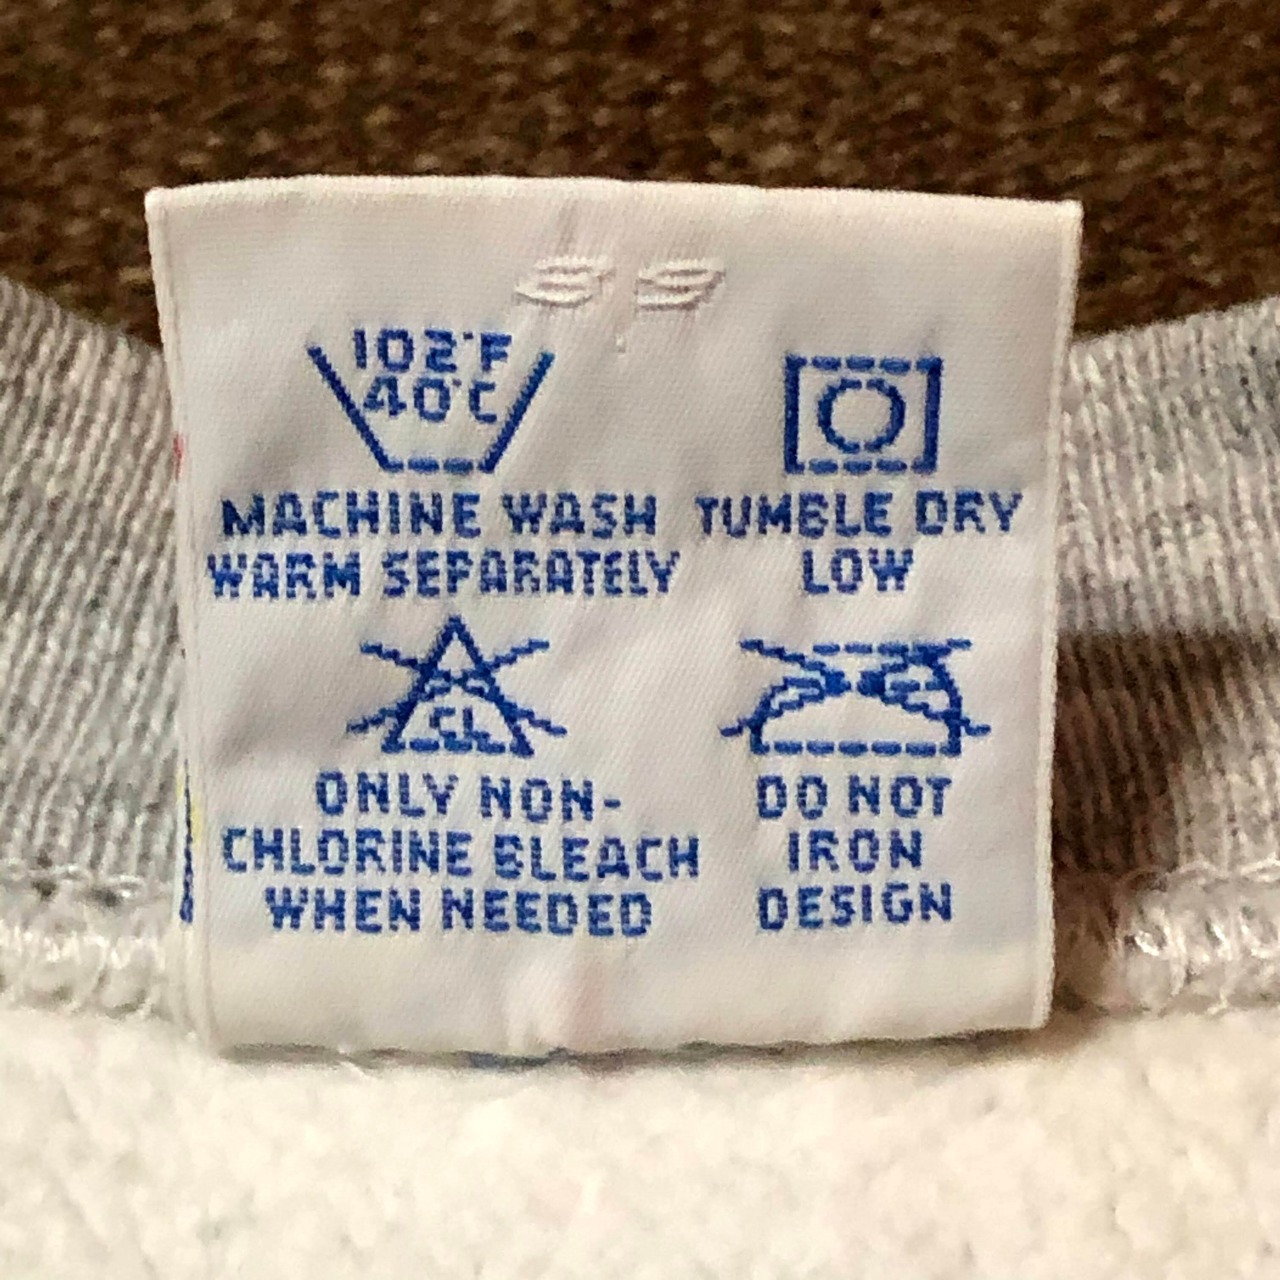 102°F
40°C
MACHINE WASH
WARM SEPARATELY
TUMBLE DRY
LOW
CL
ONLY NON-
CHLORINE BLEACH
WHEN NEEDED
DO NOT
IRON
DESIGN